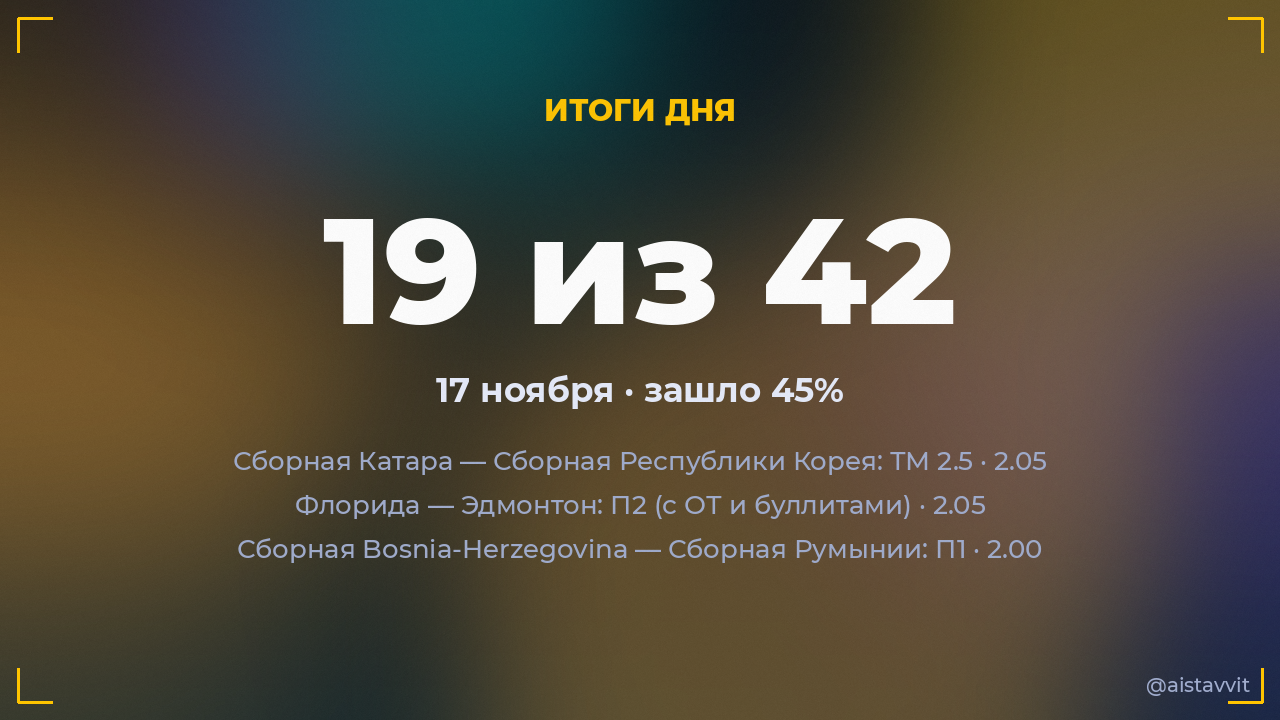 ИТОГИ ДНЯ
19 из 42
17 ноября · зашло 45%
Сборная Катара — Сборная Республики Корея: ТМ 2.5 · 2.05
Флорида — Эдмонтон: П2 (с ОТ и буллитами) · 2.05
Сборная Bosnia-Herzegovina — Сборная Румынии: П1 · 2.00
@aistavvit